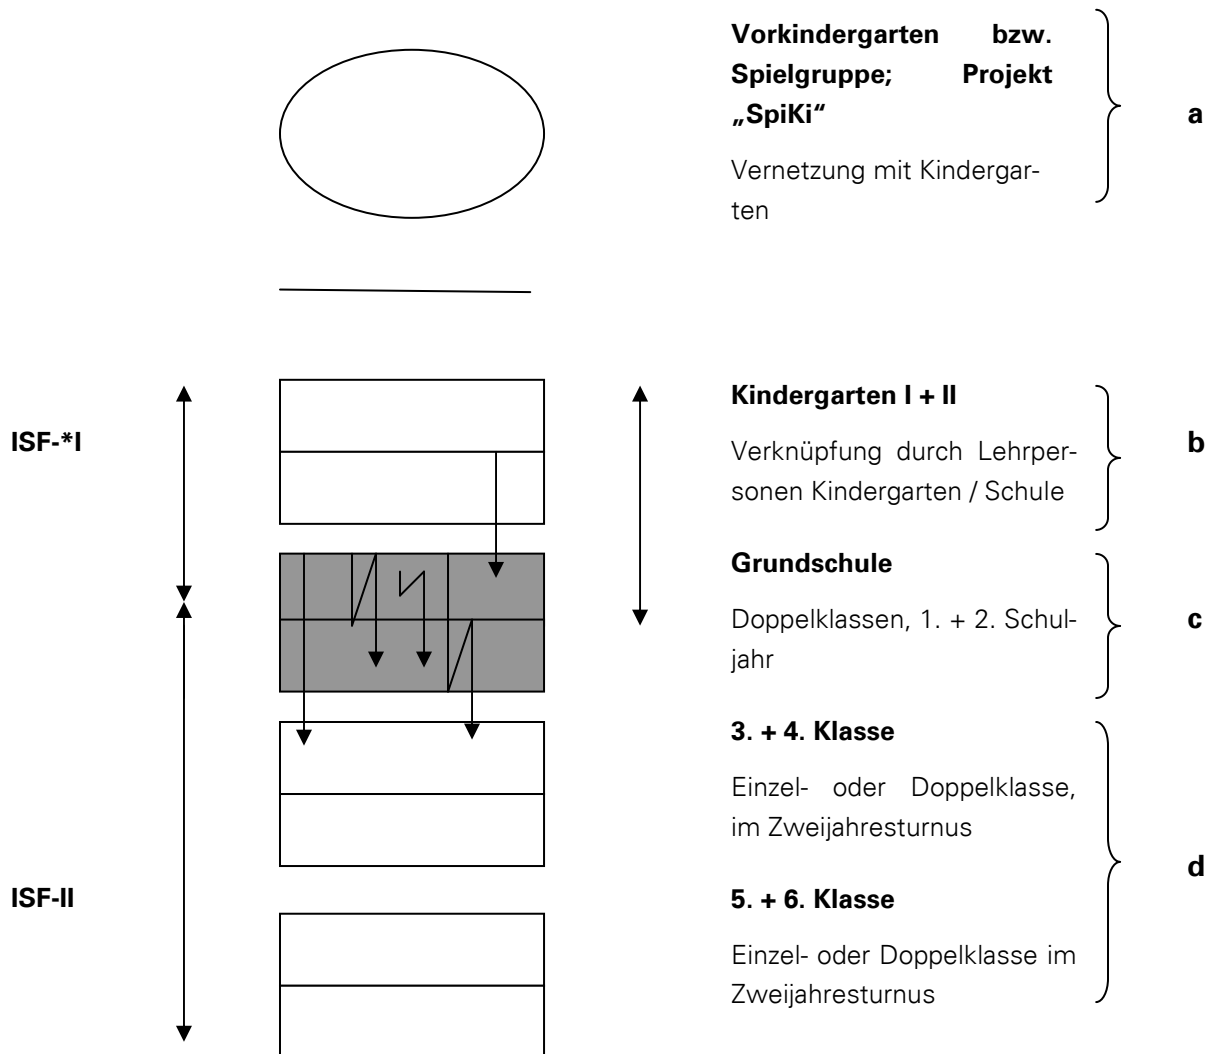 Vorkindergarten bzw.
Spielgruppe; Projekt
„SpiKi“
a
Vernetzung mit Kindergar-
ten
Kindergarten I + II
ISF-*I
b
Verknüpfung durch Lehrper-
sonen Kindergarten / Schule
Grundschule
Doppelklassen, 1. + 2. Schul-
jahr
c
3. + 4. Klasse
Einzel- oder Doppelklasse,
im Zweijahresturnus
d
ISF-II
5. + 6. Klasse
Einzel- oder Doppelklasse im
Zweijahresturnus